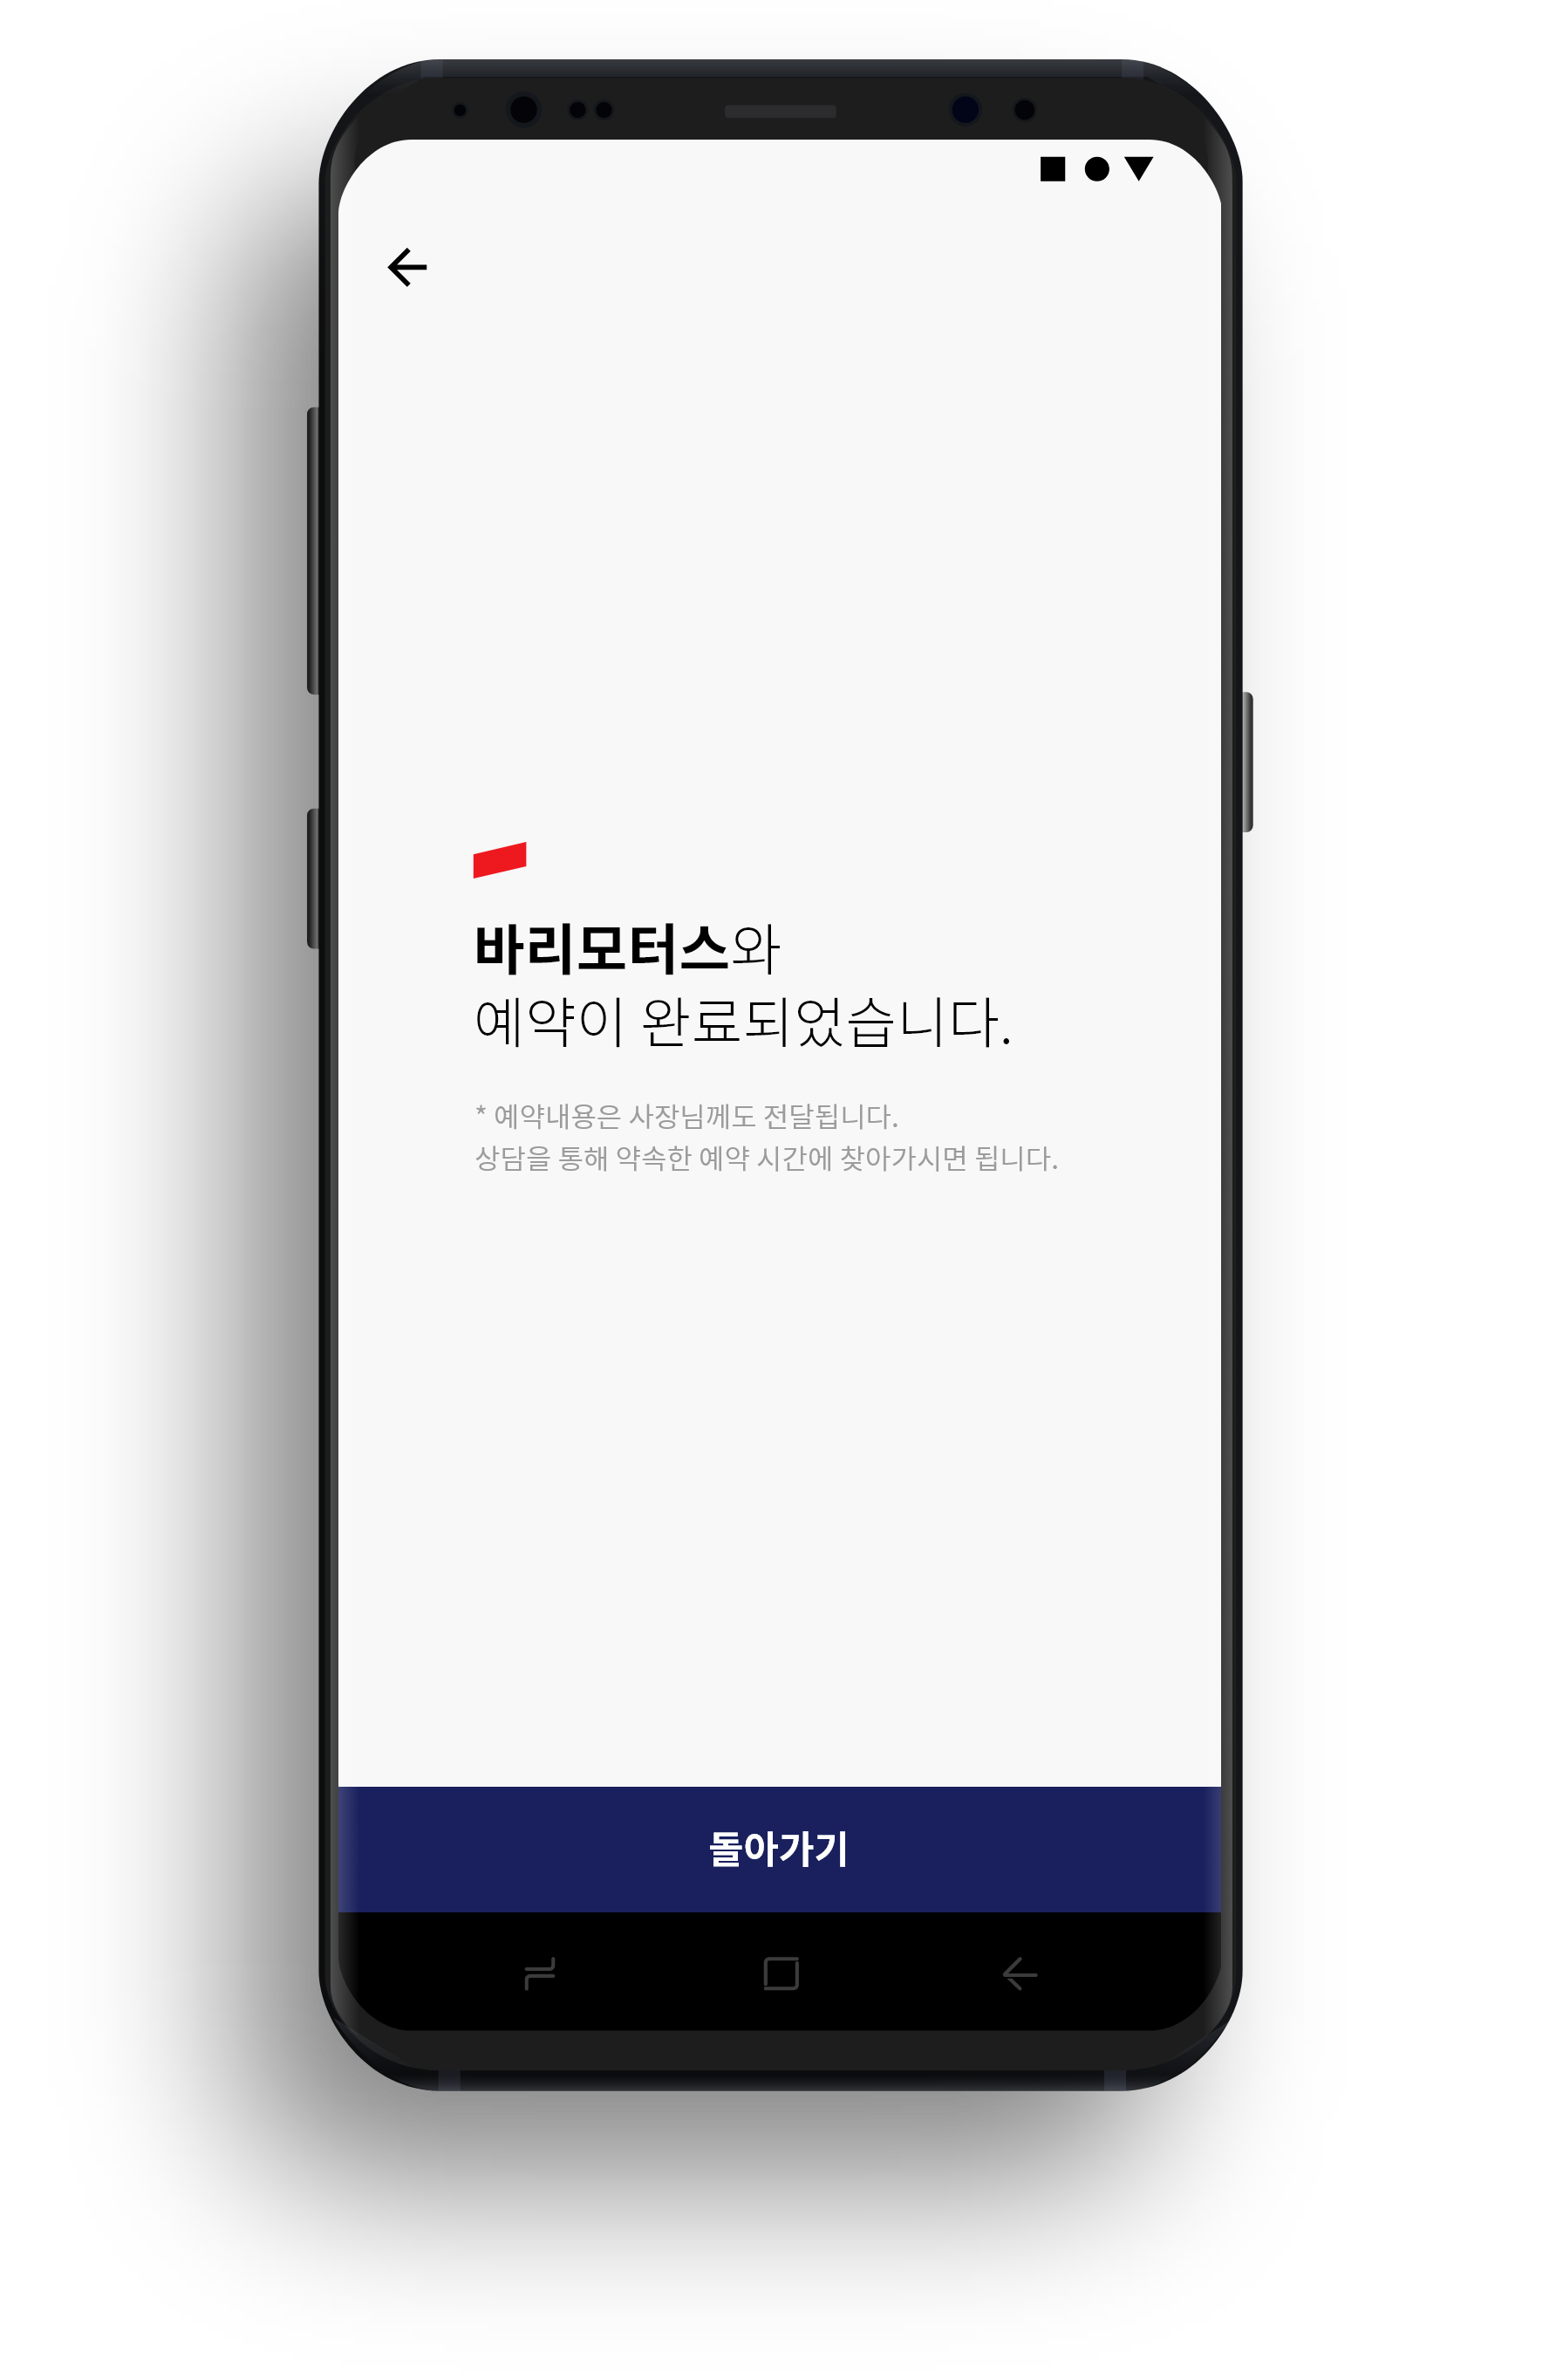 바리모터스와
예약이 완료되었습니다.
* 예약내용은 사장님께도 전달됩니다.
상담을 통해 약속한 예약 시간에 찾아가시면 됩니다.
돌아가기